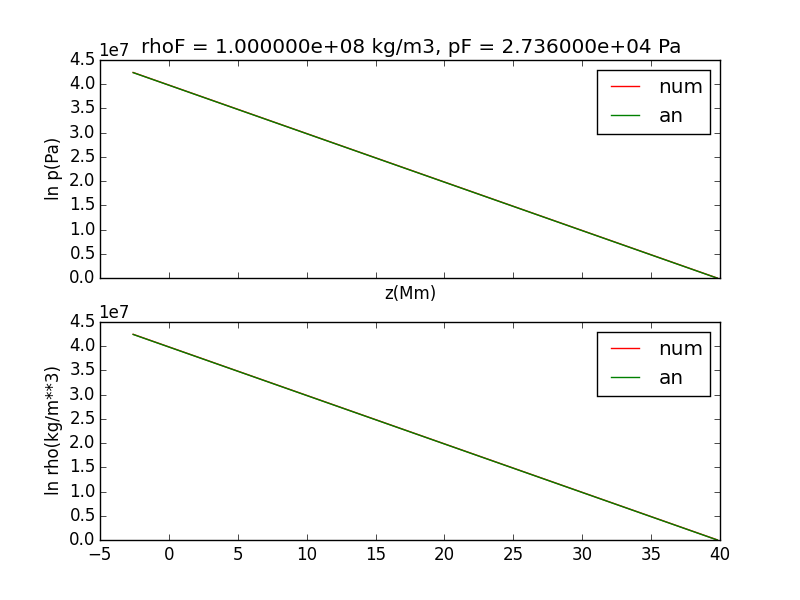 1e7
rhoF = 1.000000e+08 kg/m3, pF = 2.736000e+04 Pa
4.5
4.0
3.5
3.0
2.5
2.0
1.5
1.0
0.5
0.0
ln p(Pa)
num
an
z(Mm)
1e7
4.5
4.0
3.5
3.0
2.5
2.0
1.5
1.0
0.5
0.0
ln rho(kg/m**3)
num
an
−5 0 5 10 15 20 25 30 35 40